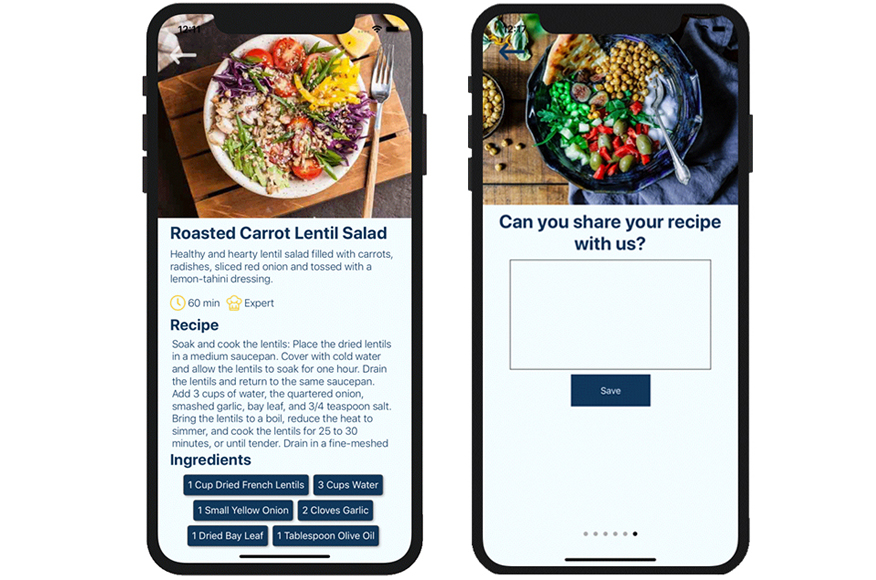 12:11
Roasted Carrot Lentil Salad
Healthy and hearty lentil salad filled with carrots,
radishes, sliced red onion and tossed with a
lemon-tahini dressing.
60 min Expert
Recipe
Soak and cook the lentils: Place the dried lentils
in a medium saucepan. Cover with cold water
and allow the lentils to soak for one hour. Drain
the lentils and return to the same saucepan.
Add 3 cups of water, the quartered onion,
smashed garlic, bay leaf, and 3/4 teaspoon salt.
Bring the lentils to a boil, reduce the heat to
simmer, and cook the lentils for 25 to 30
minutes, or until tender. Drain in a fine-meshed
Ingredients
1 Cup Dried French Lentils 3 Cups Water
1 Small Yellow Onion 2 Cloves Garlic
1 Dried Bay Leaf 1 Tablespoon Olive Oil
Can you share your recipe
with us?
Save